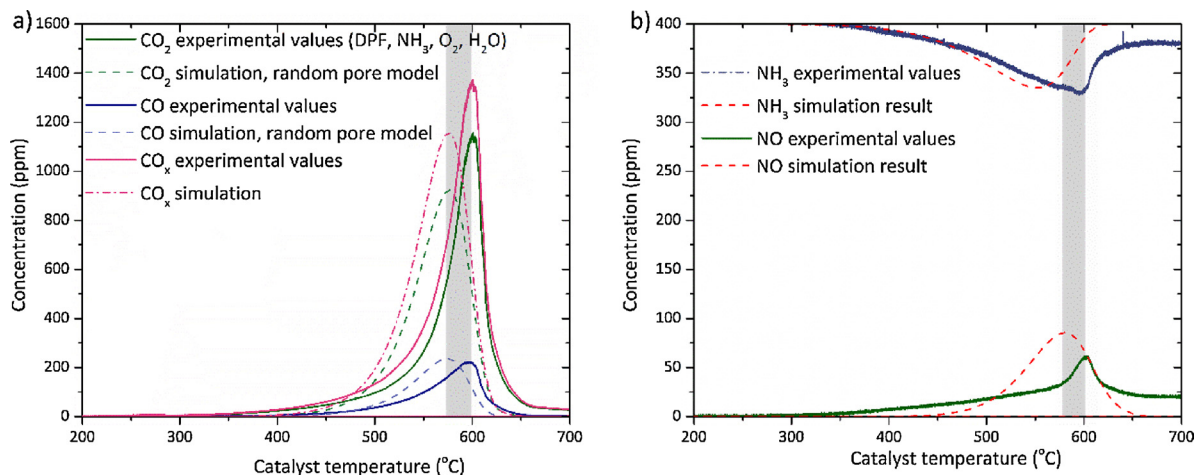 a)
1600
1400
1200
1000
800
600
400
200
0
Concentration (ppm)
CO₂ experimental values (DPF, NH₃, O₂, H₂O)
CO₂ simulation, random pore model
CO experimental values
CO simulation, random pore model
COₓ experimental values
COₓ simulation
200 300 400 500 600 700
Catalyst temperature (°C)
b)
400
350
300
250
200
150
100
50
0
Concentration (ppm)
NH₃ experimental values
NH₃ simulation result
NO experimental values
NO simulation result
200 300 400 500 600 700
Catalyst temperature (°C)